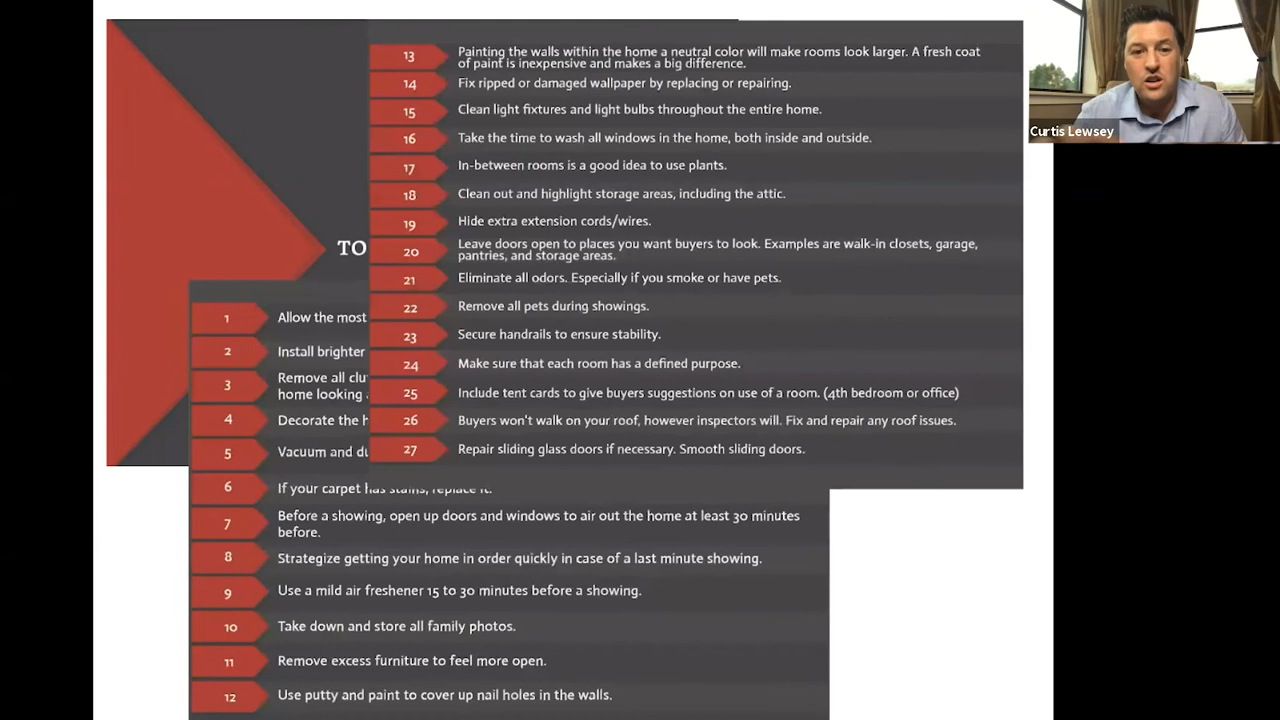 TO
1 Allow the most
2 Install brighter
3 Remove all
home looking
4 Decorate the
5 Vacuum and
6 If your carpet has stains, replace it.
7 Before a showing, open up doors and windows to air out the home at least 30 minutes
before.
8 Strategize getting your home in order quickly in case of a last minute showing.
9 Use a mild air freshener 15 to 30 minutes before a showing.
10 Take down and store all family photos.
11 Remove excess furniture to feel more open.
12 Use putty and paint to cover up nail holes in the walls.
13 Painting the walls within the home a neutral color will make rooms look larger. A fresh coat
of paint is inexpensive and makes a big difference.
14 Fix ripped or damaged wallpaper by replacing or repairing.
15 Clean light fixtures and light bulbs throughout the entire home.
16 Take the time to wash all windows in the home, both inside and outside.
17 In-between rooms is a good idea to use plants.
18 Clean out and highlight storage areas, including the attic.
19 Hide extra extension cords/wires.
20 Leave doors open to places you want buyers to look. Examples are walk-in closets, garage,
pantries, and storage areas.
21 Eliminate all odors. Especially if you smoke or have pets.
22 Remove all pets during showings.
23 Secure handrails to ensure stability.
24 Make sure that each room has a defined purpose.
25 Include tent cards to give buyers suggestions on use of a room. (4th bedroom or office)
26 Buyers won't walk on your roof, however inspectors will. Fix and repair any roof issues.
27 Repair sliding glass doors if necessary. Smooth sliding doors.
Curtis Lewsey